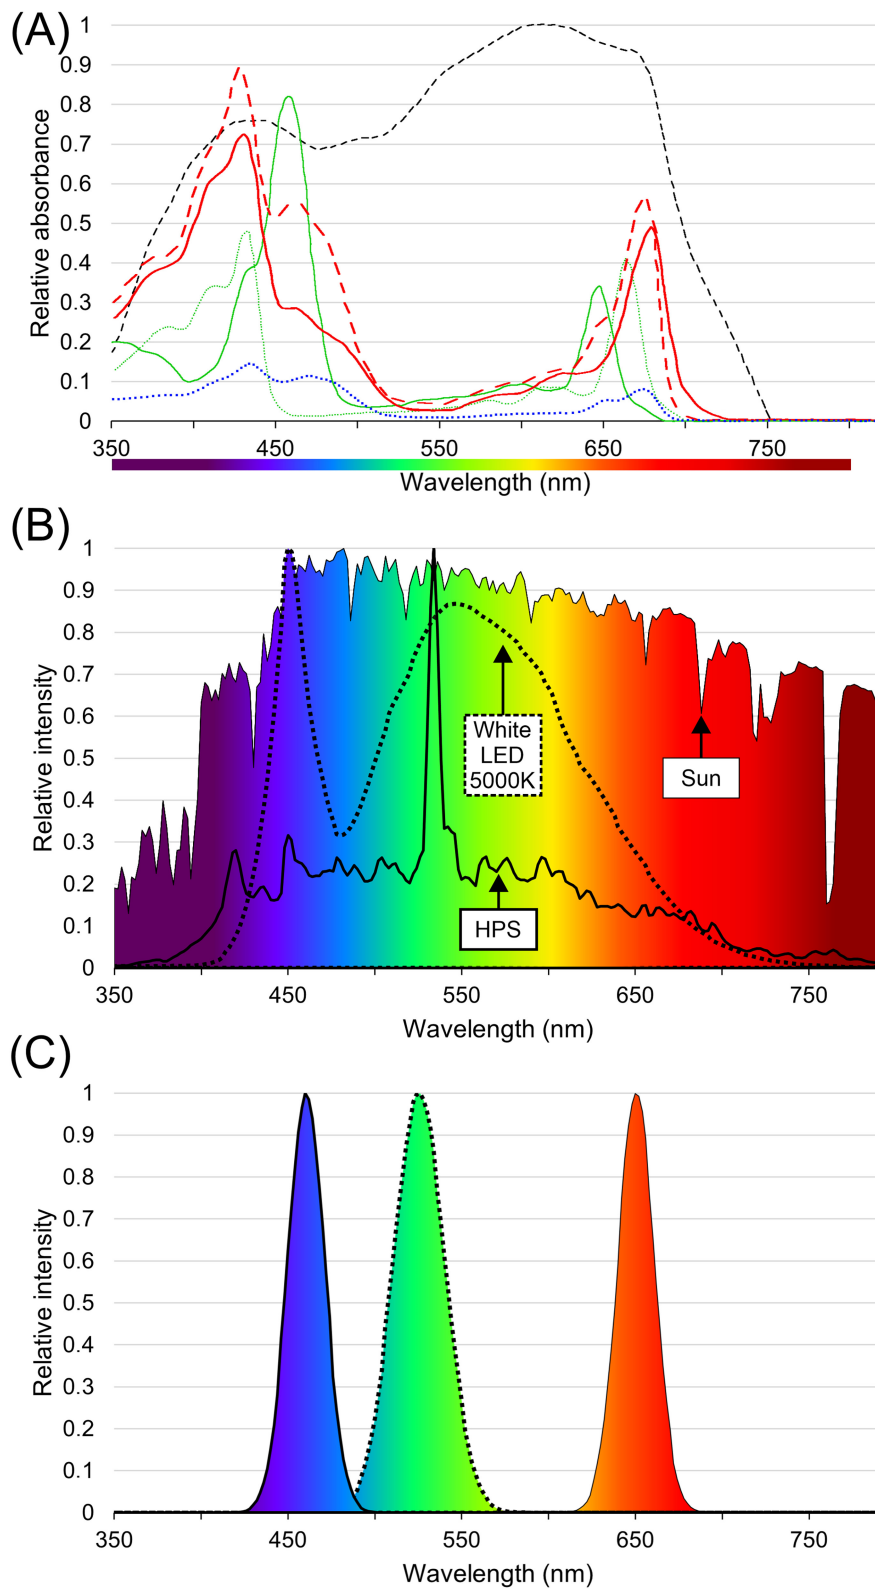 (A)
1
0.9
0.8
0.7
0.6
0.5
0.4
0.3
0.2
0.1
0
Relative absorbance
350 450 550 650 750
Wavelength (nm)
(B)
1
0.9
0.8
0.7
0.6
0.5
0.4
0.3
0.2
0.1
0
Relative intensity
White
LED
5000K
Sun
HPS
350 450 550 650 750
Wavelength (nm)
(C)
1
0.9
0.8
0.7
0.6
0.5
0.4
0.3
0.2
0.1
0
Relative intensity
350 450 550 650 750
Wavelength (nm)